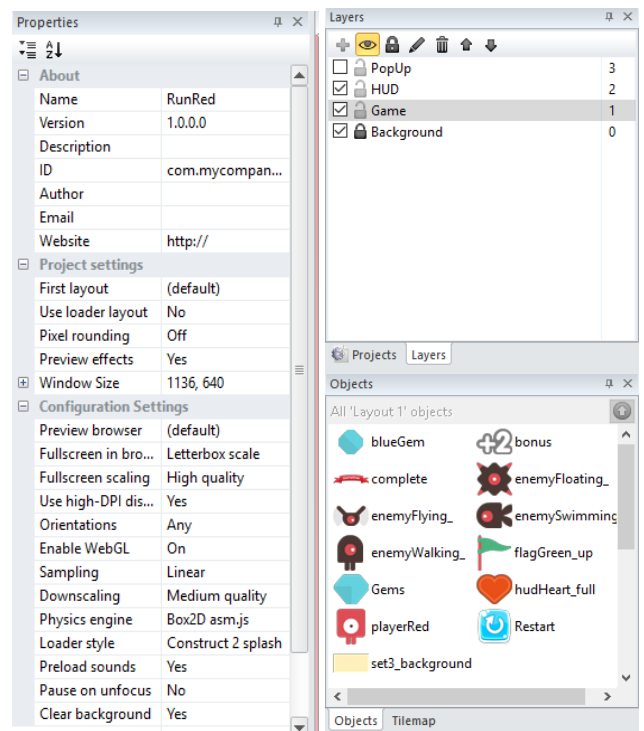 Properties
A
Z
About
Name RunRed
Version 1.0.0.0
Description
ID com.mycompan...
Author
Email
Website http://
Project settings
First layout (default)
Use loader layout No
Pixel rounding Off
Preview effects Yes
Window Size 1136, 640
Configuration Settings
Preview browser (default)
Fullscreen in bro... Letterbox scale
Fullscreen scaling High quality
Use high-DPI dis... Yes
Orientations Any
Enable WebGL On
Sampling Linear
Downscaling Medium quality
Physics engine Box2D asm.js
Loader style Construct 2 splash
Preload sounds Yes
Pause on unfocus No
Clear background Yes
Layers
PopUp 3
HUD 2
Game 1
Background 0
Projects Layers
Objects
All 'Layout 1' objects
blueGem +2 bonus
complete enemyFloating_
enemyFlying_ enemySwimming
enemyWalking_ flagGreen_up
Gems hudHeart_full
playerRed Restart
set3_background
Objects Tilemap